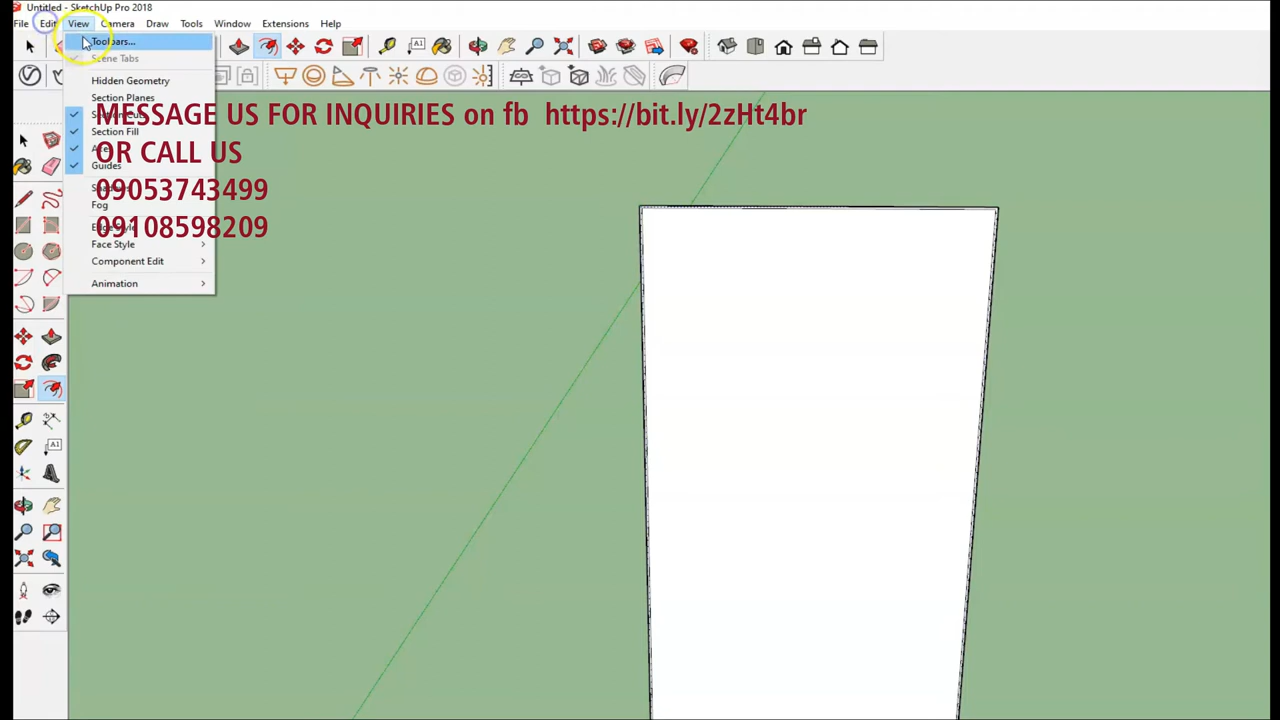 Untitled - SketchUp Pro 2018
File Edit View Camera Draw Tools Window Extensions Help
Toolbars...
Scene Tabs
Hidden Geometry
Section Planes
MESSAGE US FOR INQUIRIES on fb https://bit.ly/2zHt4br
Section Fill
OR CALL US
Guides
09053743499
Fog
09108598209
Face Style
Component Edit
Animation
A1
A1